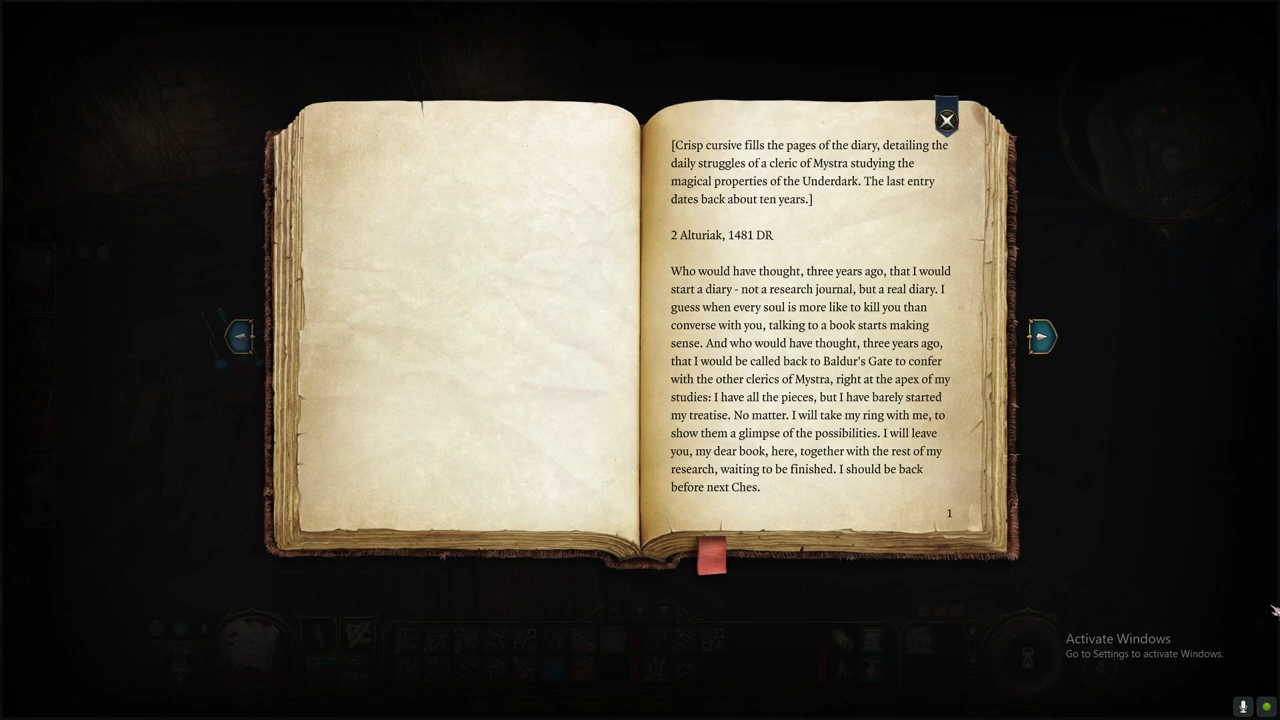 [Crisp cursive fills the pages of the diary, detailing the
daily struggles of a cleric of Mystra studying the
magical properties of the Underdark. The last entry
dates back about ten years.]
2 Alturiak, 1481 DR
Who would have thought, three years ago, that I would
start a diary - not a research journal, but a real diary. I
guess when every soul is more like to kill you than
converse with you, talking to a book starts making
sense. And who would have thought, three years ago,
that I would be called back to Baldur's Gate to confer
with the other clerics of Mystra, right at the apex of my
studies: I have all the pieces, but I have barely started
my treatise. No matter. I will take my ring with me, to
show them a glimpse of the possibilities. I will leave
you, my dear book, here, together with the rest of my
research, waiting to be finished. I should be back
before next Ches.
1
Activate Windows
Go to Settings to activate Windows.